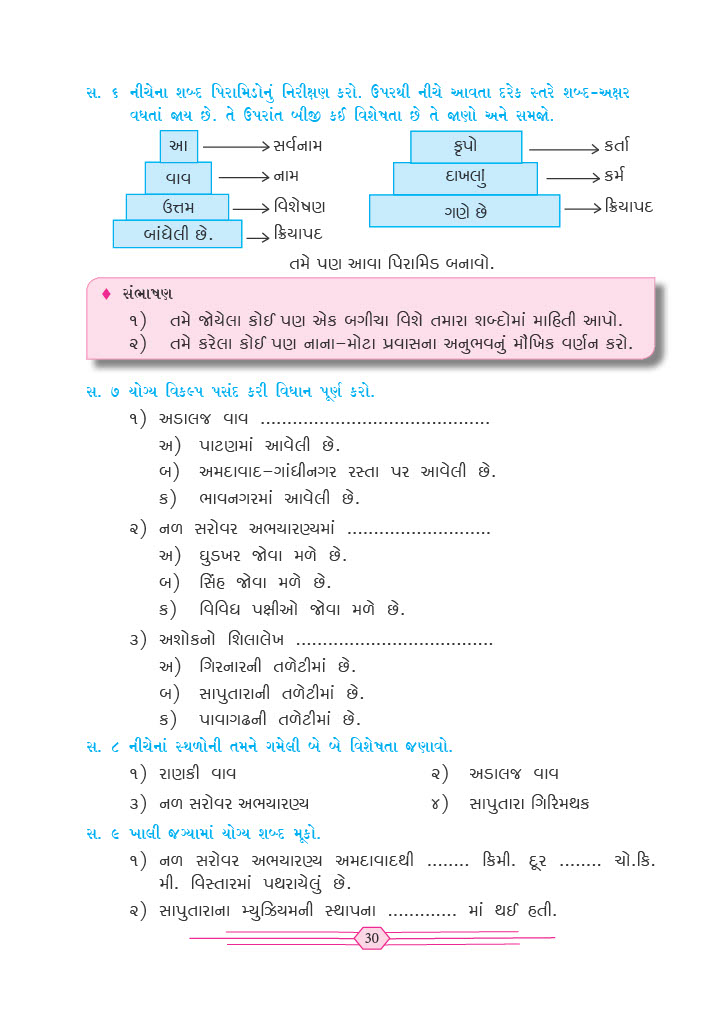 સ. ૬ નીચેના શબ્દ પિરામિડોનું નિરીક્ષણ કરો. ઉપરથી નીચે આવતા દરેક સ્તરે શબ્દ-અક્ષર
વધતાં જાય છે. તે ઉપરાંત બીજી કઈ વિશેષતા છે તે જાણો અને સમજો.
આ → સર્વનામ
વાવ → નામ
ઉત્તમ → વિશેષણ
બાંધેલી છે. → ક્રિયાપદ
કૃપો → કર્તા
દાખલું → કર્મ
ગણે છે → ક્રિયાપદ
તમે પણ આવા પિરામિડ બનાવો.
♦ સંભાષણ
૧) તમે જોયેલા કોઈ પણ એક બગીચા વિશે તમારા શબ્દોમાં માહિતી આપો.
૨) તમે કરેલા કોઈ પણ નાના-મોટા પ્રવાસના અનુભવનું મૌખિક વર્ણન કરો.
સ. ૭ યોગ્ય વિકલ્પ પસંદ કરી વિધાન પૂર્ણ કરો.
૧) અડાલજ વાવ ...........................................
અ) પાટણમાં આવેલી છે.
બ) અમદાવાદ-ગાંધીનગર રસ્તા પર આવેલી છે.
ક) ભાવનગરમાં આવેલી છે.
૨) નળ સરોવર અભયારણ્યમાં ...........................
અ) ઘુડખર જોવા મળે છે.
બ) સિંહ જોવા મળે છે.
ક) વિવિધ પક્ષીઓ જોવા મળે છે.
૩) અશોકનો શિલાલેખ .....................................
અ) ગિરનારની તળેટીમાં છે.
બ) સાપુતારાની તળેટીમાં છે.
ક) પાવાગઢની તળેટીમાં છે.
સ. ૮ નીચેનાં સ્થળોની તમને ગમેલી બે બે વિશેષતા જણાવો.
૧) રાણકી વાવ ૨) અડાલજ વાવ
૩) નળ સરોવર અભયારણ્ય ૪) સાપુતારા ગિરિમથક
સ. ૯ ખાલી જગ્યામાં યોગ્ય શબ્દ મૂકો.
૧) નળ સરોવર અભયારણ્ય અમદાવાદથી ........ કિમી. દૂર ........ ચો.કિ.
મી. વિસ્તારમાં પથરાયેલું છે.
૨) સાપુતારાના મ્યુઝિયમની સ્થાપના ............. માં થઈ હતી.
30